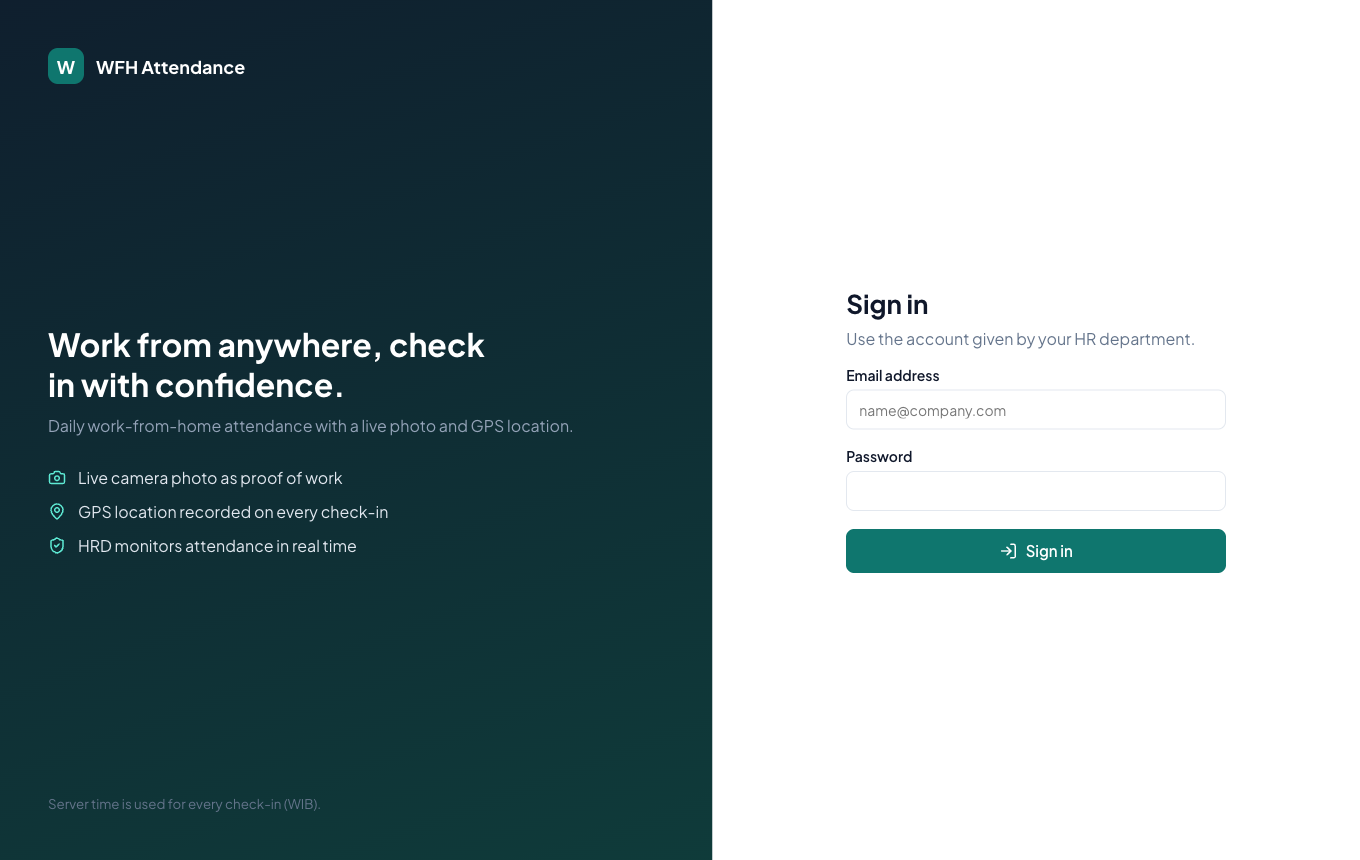 W
WFH Attendance
Work from anywhere, check
in with confidence.
Daily work-from-home attendance with a live photo and GPS location.
Live camera photo as proof of work
GPS location recorded on every check-in
HRD monitors attendance in real time
Server time is used for every check-in (WIB).
Sign in
Use the account given by your HR department.
Email address
name@company.com
Password
Sign in